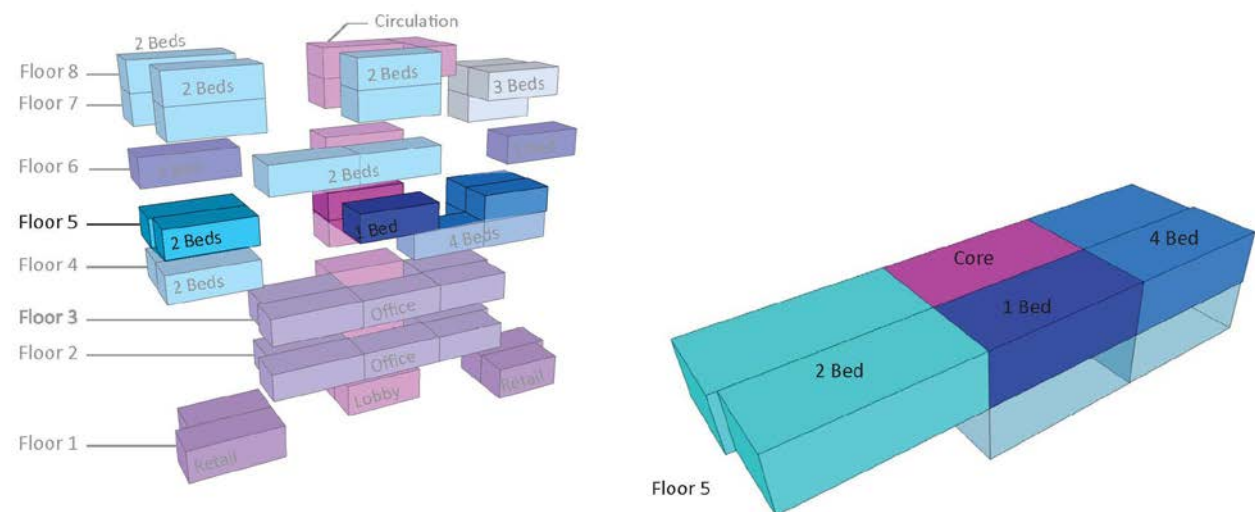 Circulation
2 Beds
Floor 8
2 Beds
2 Beds
3 Beds
Floor 7
Floor 6
2 Beds
Floor 5
2 Beds
Bed
4 Beds
Floor 4
2 Beds
Floor 3
Office
Floor 2
Office
Lobby
Retail
Floor 1
Retail
Core
4 Bed
1 Bed
2 Bed
Floor 5